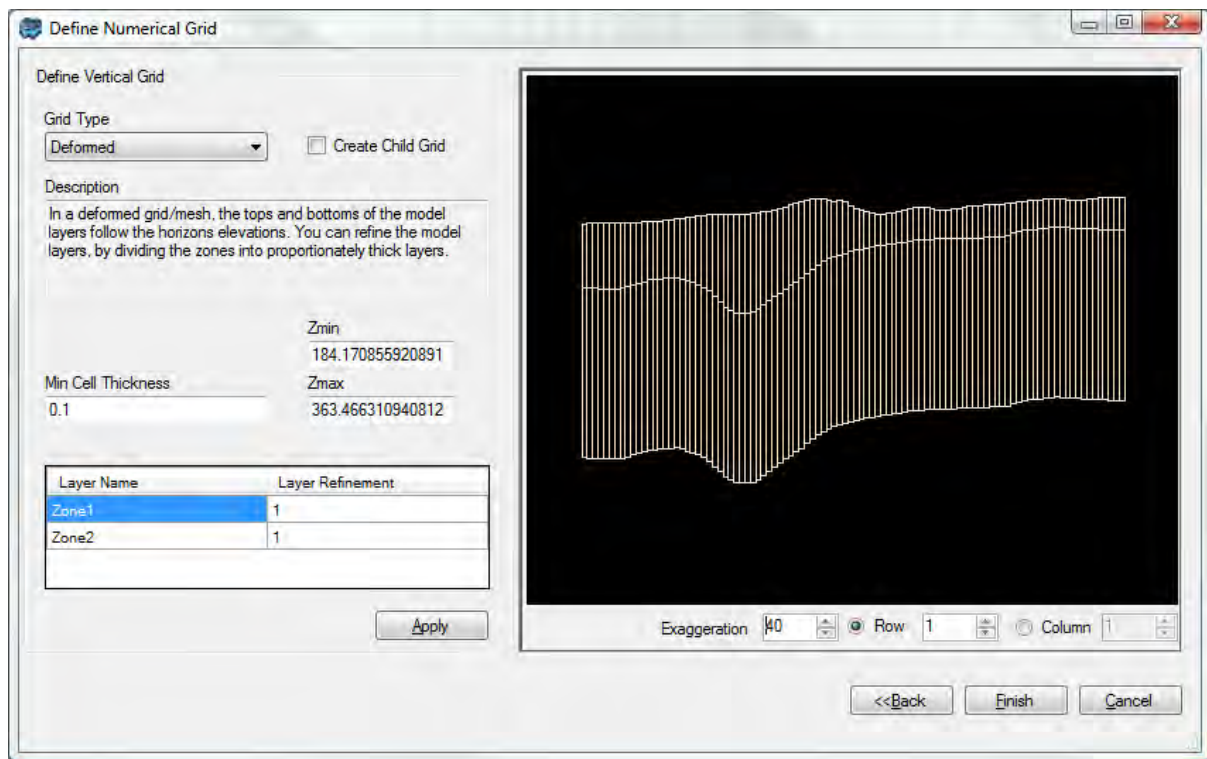 Define Numerical Grid
Define Vertical Grid
Grid Type
Deformed
Create Child Grid
Description
In a deformed grid/mesh, the tops and bottoms of the model
layers follow the horizons elevations. You can refine the model
layers, by dividing the zones into proportionately thick layers.
Zmin
184.170855920891
Min Cell Thickness
Zmax
0.1
363.466310940812
Layer Name
Layer Refinement
Zone1
1
Zone2
1
Apply
Exaggeration
40
Row
1
Column
1
<<Back
Finish
Cancel